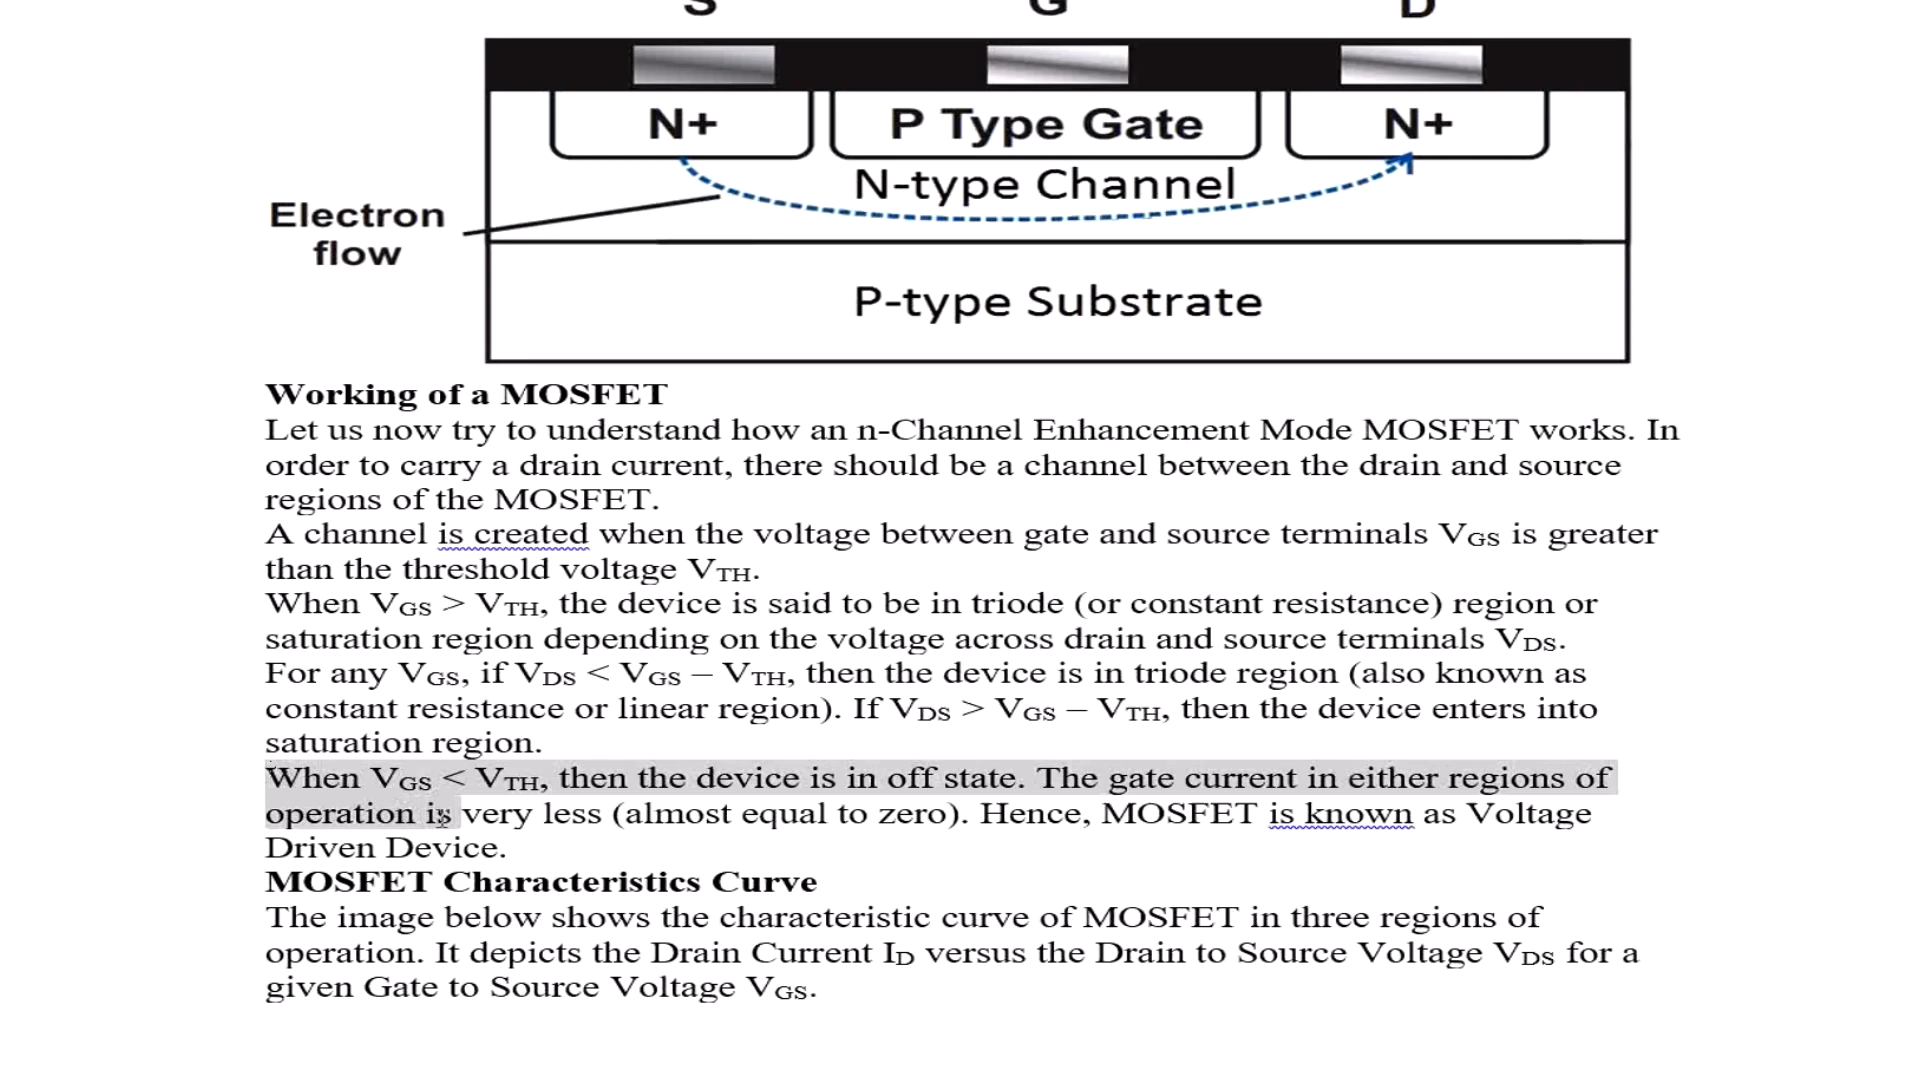 S G D
N+ P Type Gate N+
N-type Channel
Electron
flow
P-type Substrate
Working of a MOSFET
Let us now try to understand how an n-Channel Enhancement Mode MOSFET works. In
order to carry a drain current, there should be a channel between the drain and source
regions of the MOSFET.
A channel is created when the voltage between gate and source terminals VGS is greater
than the threshold voltage VTH.
When VGS > VTH, the device is said to be in triode (or constant resistance) region or
saturation region depending on the voltage across drain and source terminals VDS.
For any VGS, if VDS < VGS – VTH, then the device is in triode region (also known as
constant resistance or linear region). If VDS > VGS – VTH, then the device enters into
saturation region.
When VGS < VTH, then the device is in off state. The gate current in either regions of
operation is very less (almost equal to zero). Hence, MOSFET is known as Voltage
Driven Device.
MOSFET Characteristics Curve
The image below shows the characteristic curve of MOSFET in three regions of
operation. It depicts the Drain Current ID versus the Drain to Source Voltage VDS for a
given Gate to Source Voltage VGS.